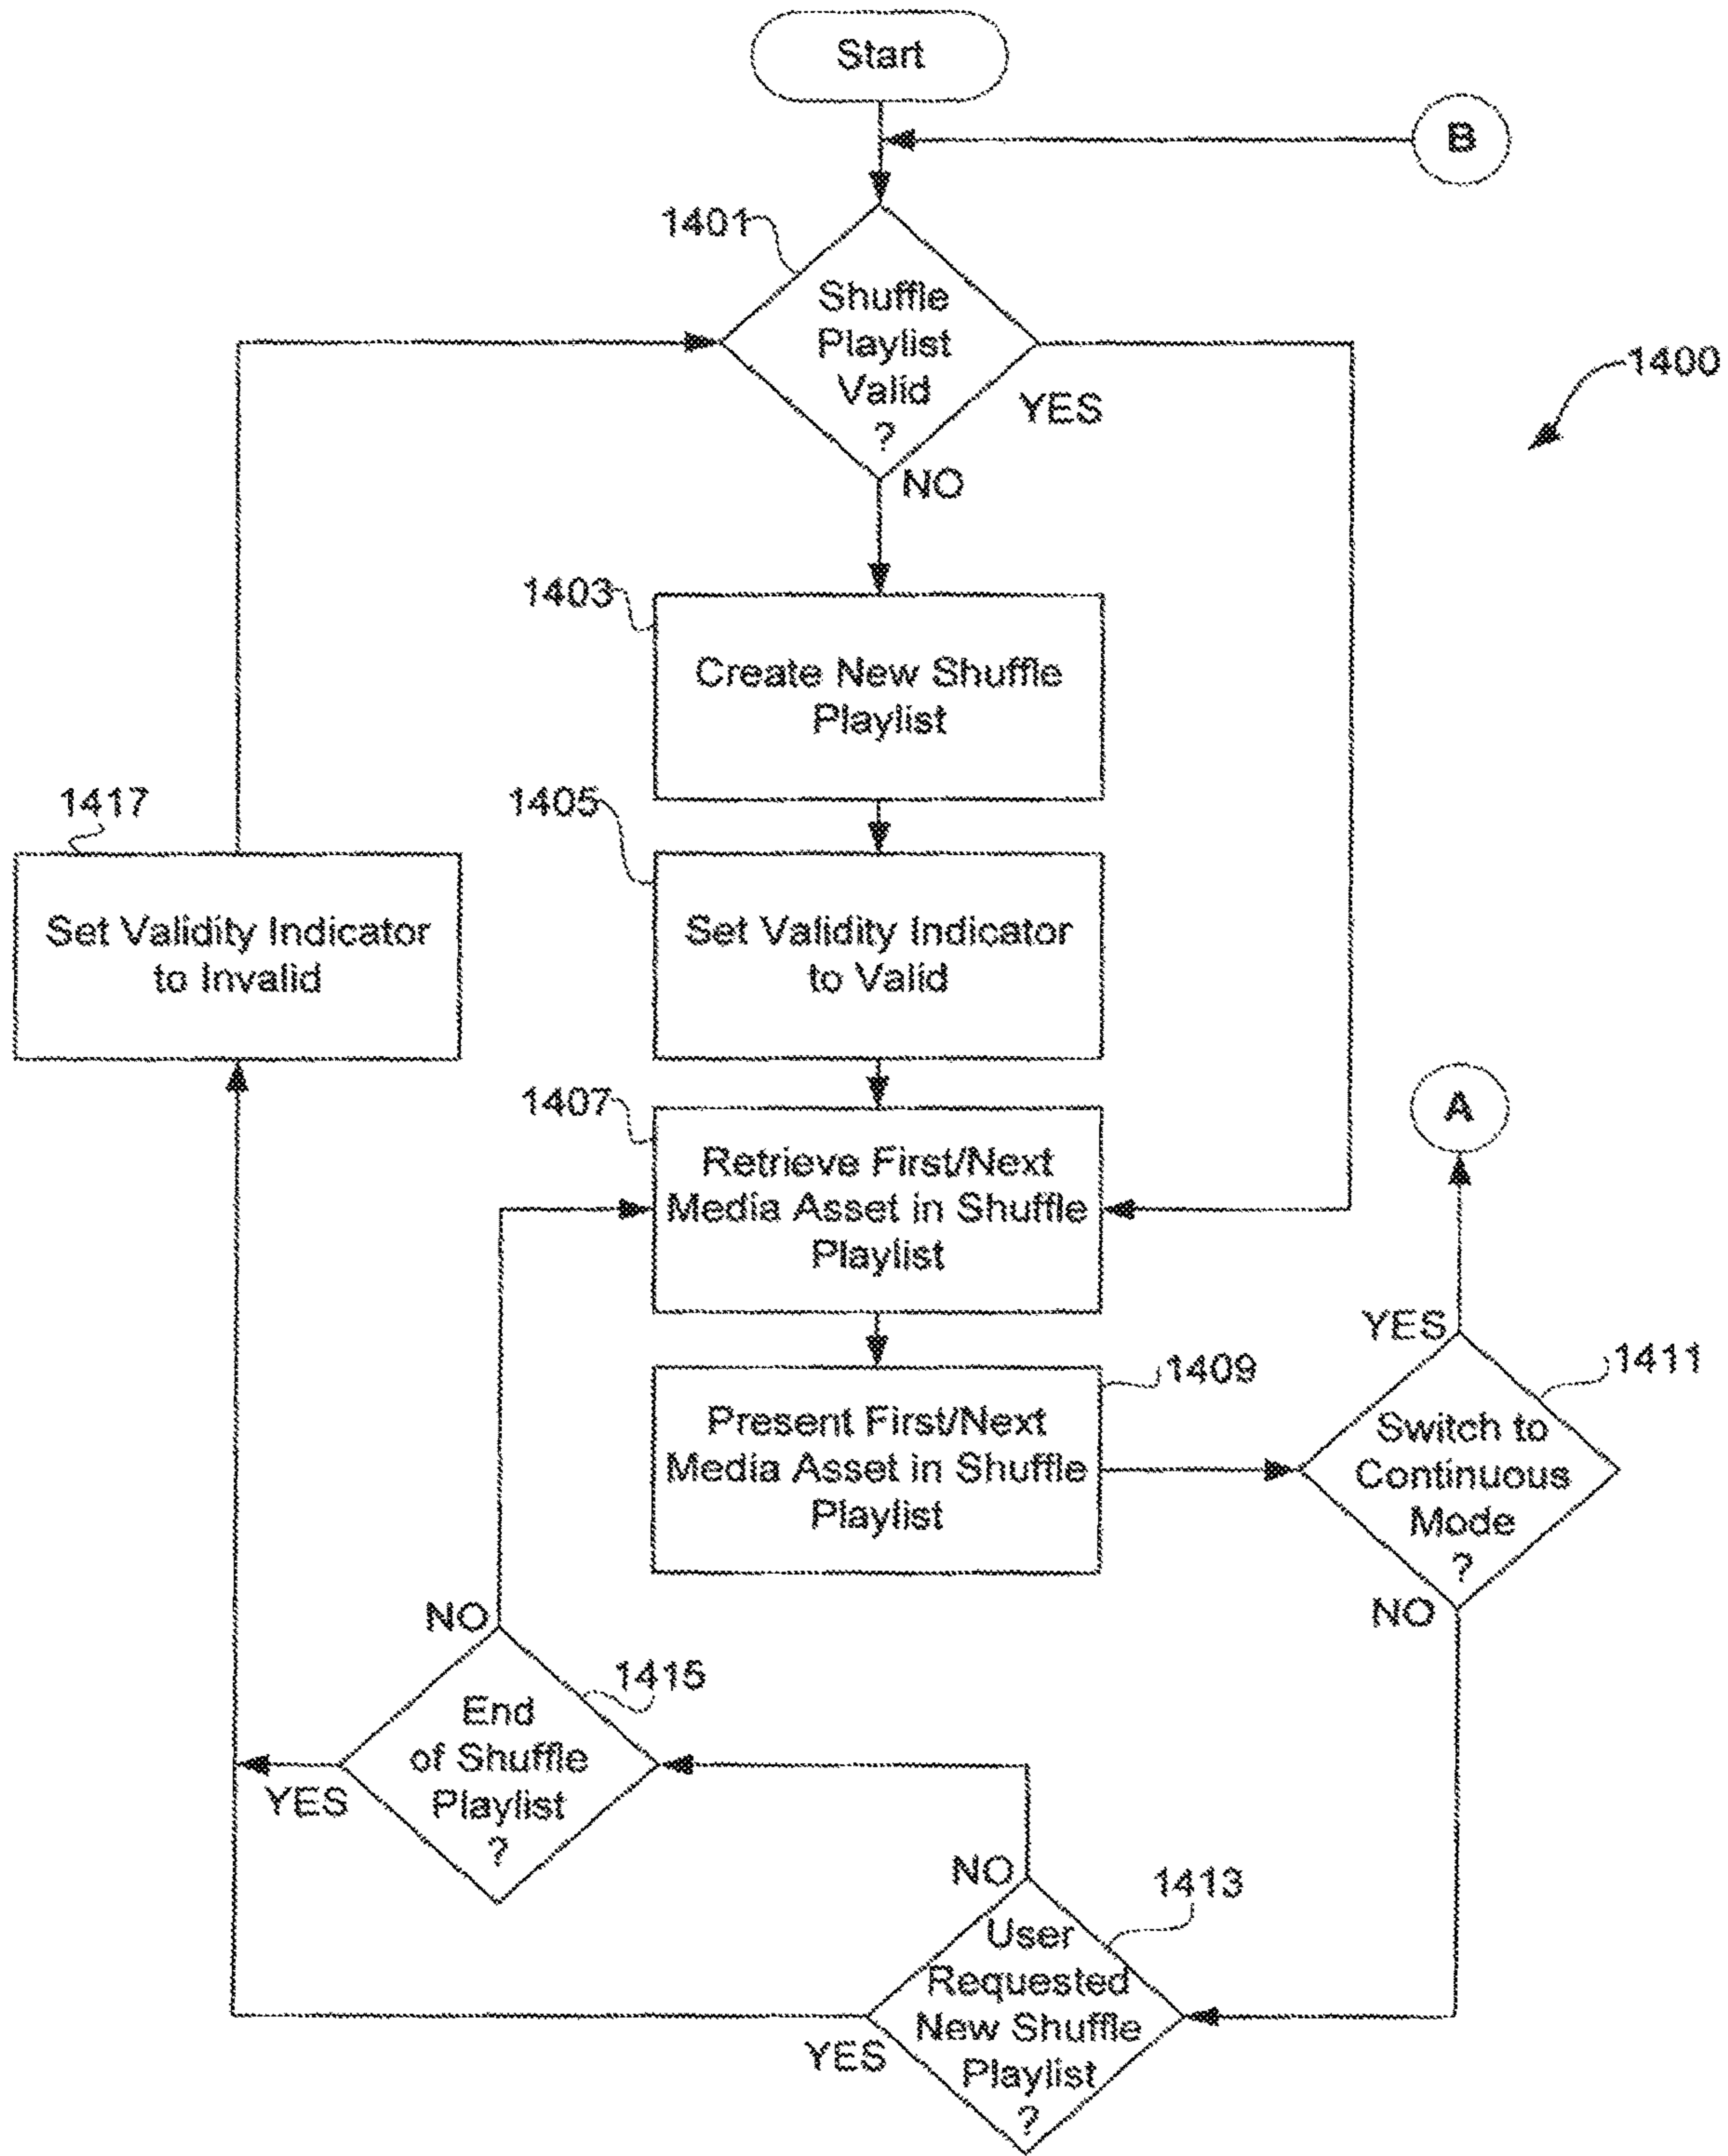 Start
B
1401
Shuffle
Playlist
Valid
?
YES
NO
1400
1403
Create New Shuffle
Playlist
1417
Set Validity Indicator
to Invalid
1405
Set Validity Indicator
to Valid
1407
Retrieve First/Next
Media Asset in Shuffle
Playlist
A
YES
1411
Switch to
Continuous
Mode
?
NO
1409
Present First/Next
Media Asset in Shuffle
Playlist
NO
1415
End
of Shuffle
Playlist
?
YES
NO
1413
User
Requested
New Shuffle
Playlist
?
YES